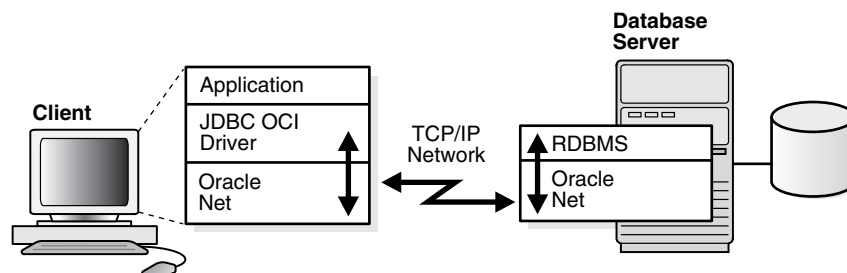 Database
Server
Client
Application
JDBC OCI
Driver
Oracle
Net
TCP/IP
Network
RDBMS
Oracle
Net